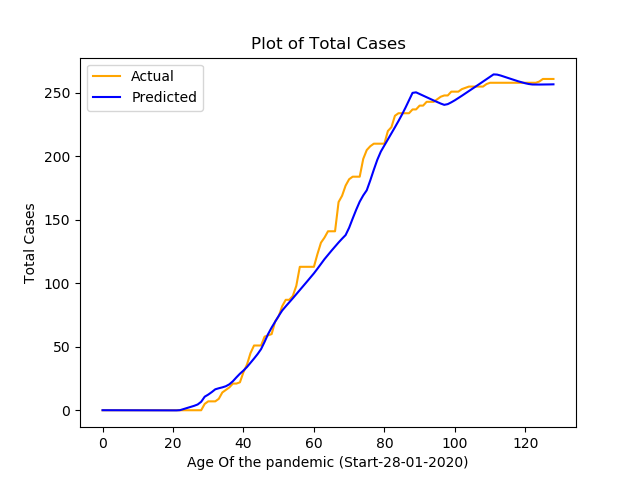 Plot of Total Cases
Actual
Predicted
Total Cases
250
200
150
100
50
0
0 20 40 60 80 100 120
Age Of the pandemic (Start-28-01-2020)